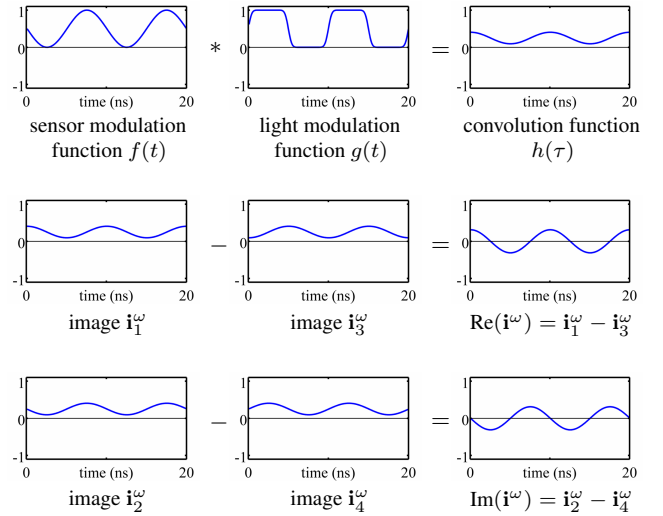 1
0
-1
0 time (ns) 20
*
1
0
-1
0 time (ns) 20
=
1
0
-1
0 time (ns) 20
sensor modulation
function f(t)
light modulation
function g(t)
convolution function
h(τ)
1
0
-1
0 time (ns) 20
−
1
0
-1
0 time (ns) 20
=
1
0
-1
0 time (ns) 20
image i₁^ω
image i₃^ω
Re(i^ω) = i₁^ω − i₃^ω
1
0
-1
0 time (ns) 20
−
1
0
-1
0 time (ns) 20
=
1
0
-1
0 time (ns) 20
image i₂^ω
image i₄^ω
Im(i^ω) = i₂^ω − i₄^ω